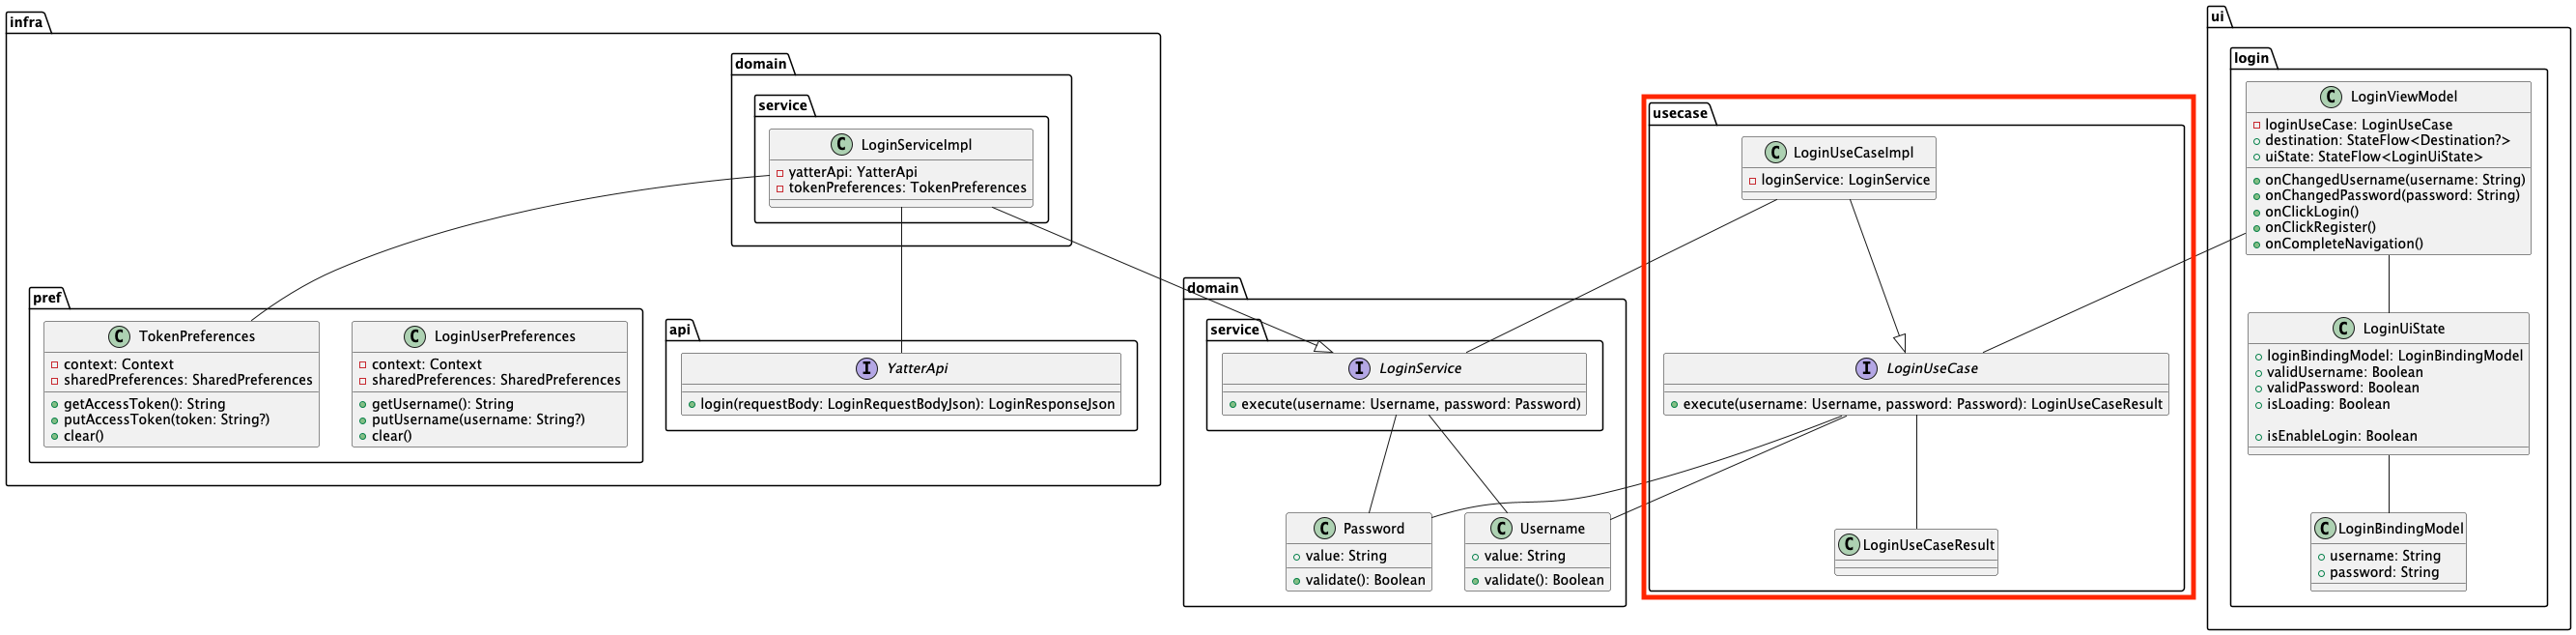 infra
domain
service
C LoginServiceImpl
yatterApi: YatterApi
tokenPreferences: TokenPreferences
pref
C TokenPreferences
context: Context
sharedPreferences: SharedPreferences
getAccessToken(): String
putAccessToken(token: String?)
clear()
C LoginUserPreferences
context: Context
sharedPreferences: SharedPreferences
getUsername(): String
putUsername(username: String?)
clear()
api
I YatterApi
login(requestBody: LoginRequestBodyJson): LoginResponseJson
domain
service
I LoginService
execute(username: Username, password: Password)
C Password
value: String
validate(): Boolean
C Username
value: String
validate(): Boolean
usecase
C LoginUseCaseImpl
loginService: LoginService
I LoginUseCase
execute(username: Username, password: Password): LoginUseCaseResult
C LoginUseCaseResult
ui
login
C LoginViewModel
loginUseCase: LoginUseCase
destination: StateFlow<Destination?>
uiState: StateFlow<LoginUiState>
onChangedUsername(username: String)
onChangedPassword(password: String)
onClickLogin()
onClickRegister()
onCompleteNavigation()
C LoginUiState
loginBindingModel: LoginBindingModel
validUsername: Boolean
validPassword: Boolean
isLoading: Boolean
isEnableLogin: Boolean
C LoginBindingModel
username: String
password: String